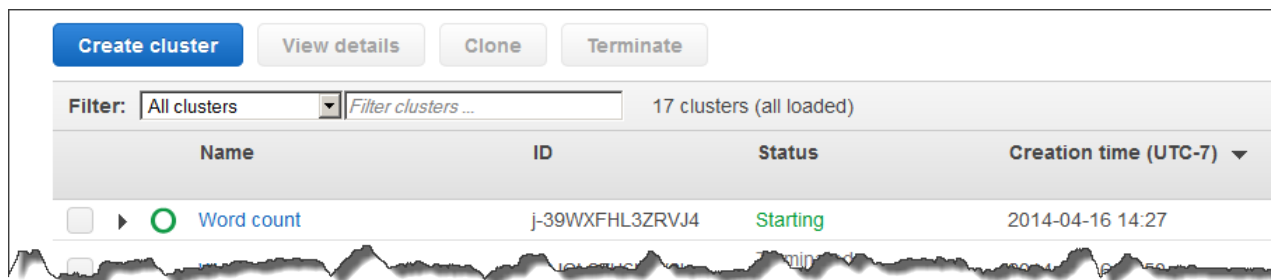 Create cluster View details Clone Terminate
Filter: All clusters Filter clusters ... 17 clusters (all loaded)
Name ID Status Creation time (UTC-7)
Word count j-39WXFHL3ZRVJ4 Starting 2014-04-16 14:27